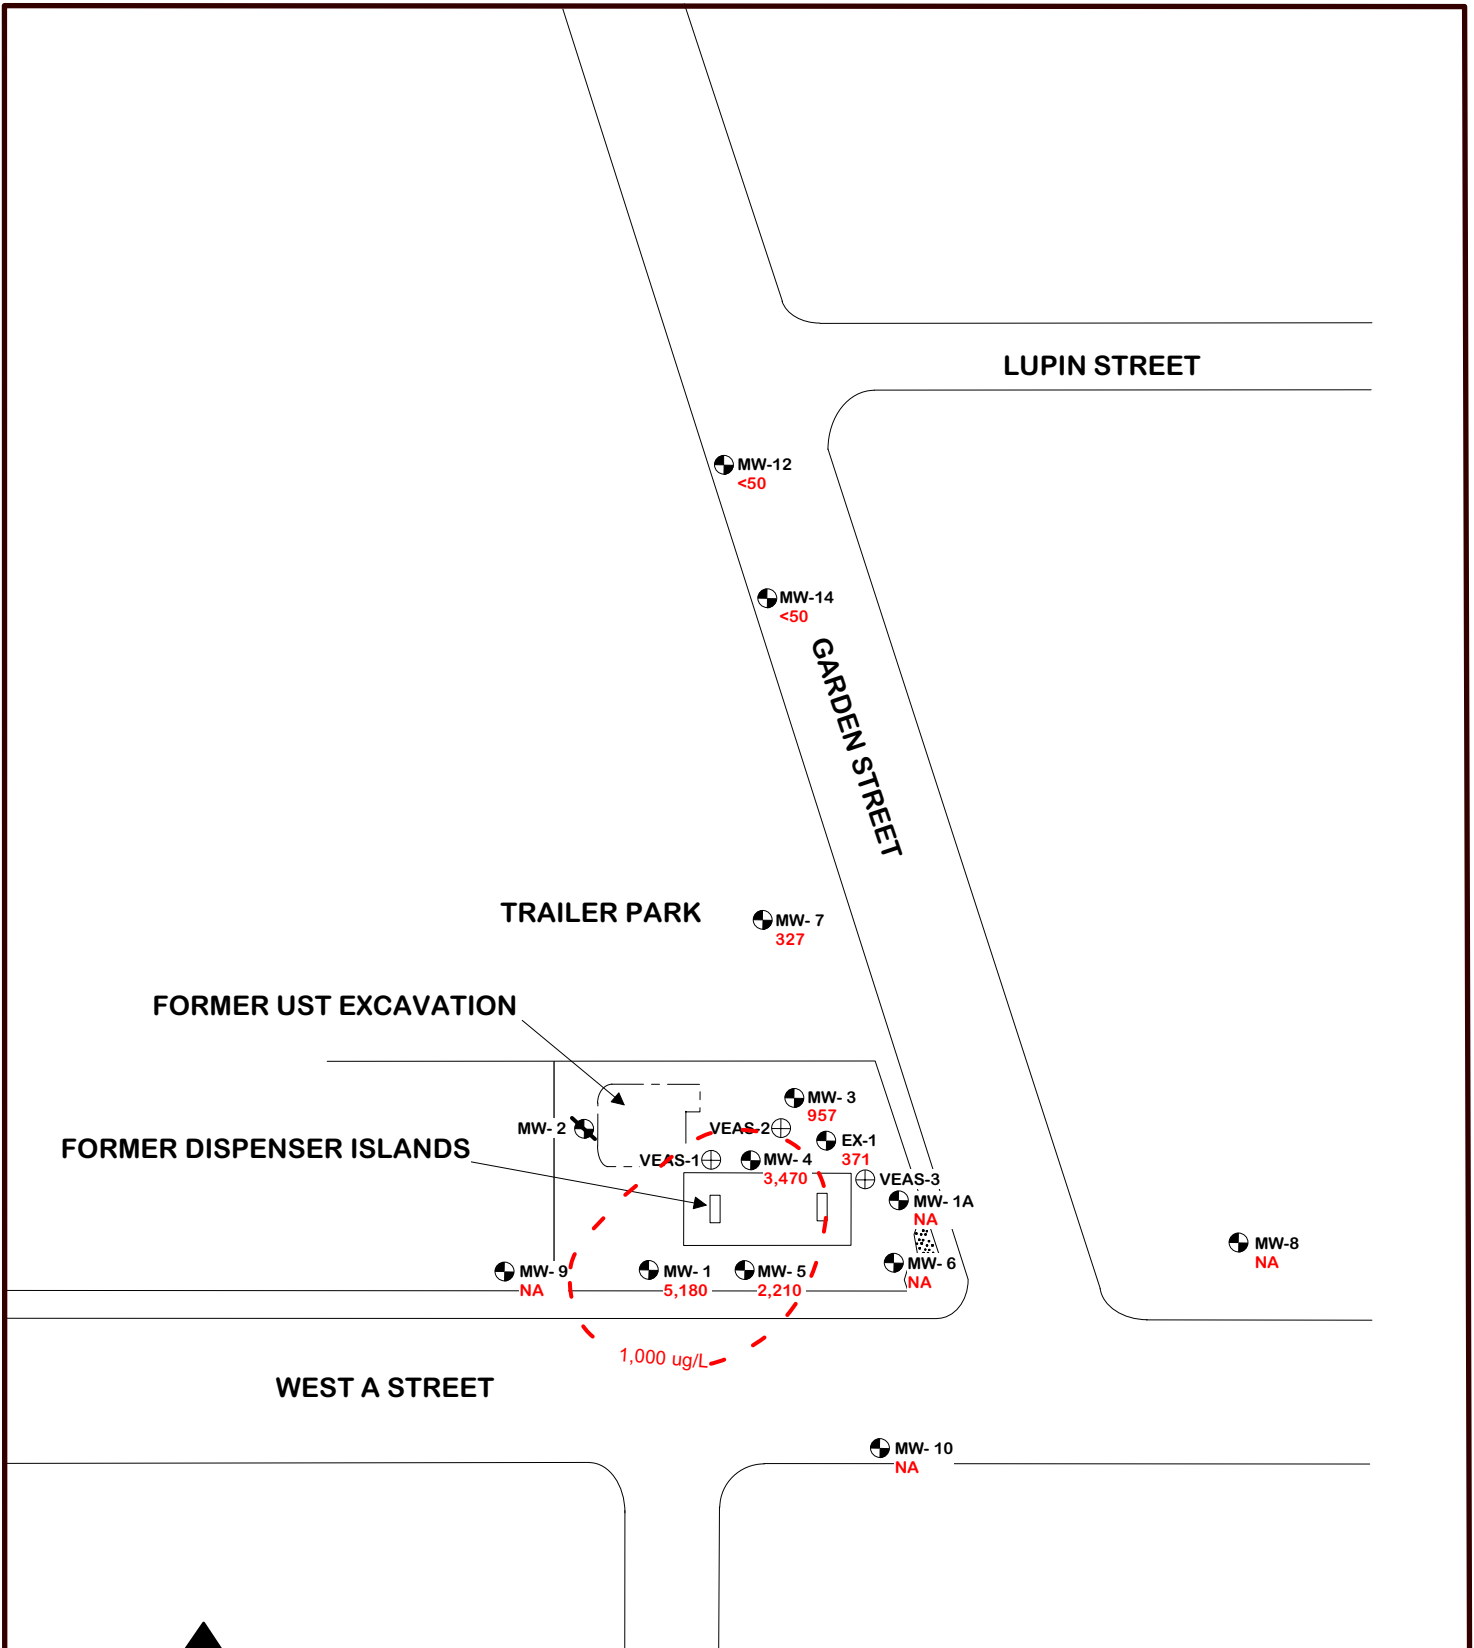 LUPIN STREET
MW-12
<50
MW-14
<50
GARDEN STREET
TRAILER PARK
MW- 7
327
FORMER UST EXCAVATION
MW- 3
957
MW- 2
VEAS-2
EX-1
371
FORMER DISPENSER ISLANDS
VEAS-1
MW- 4
3,470
VEAS-3
MW- 1A
NA
MW-8
NA
MW- 6
NA
MW- 9
NA
MW- 1
5,180
MW- 5
2,210
1,000 ug/L
WEST A STREET
MW- 10
NA